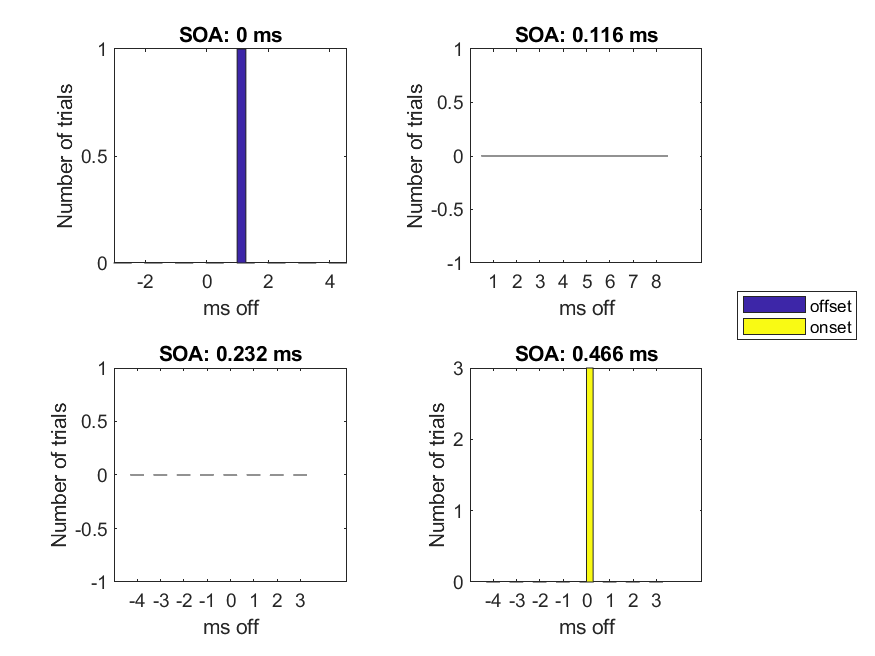 SOA: 0 ms
1
0.5
0
Number of trials
-2 0 2 4
ms off
SOA: 0.116 ms
1
0.5
0
-0.5
-1
Number of trials
1 2 3 4 5 6 7 8
ms off
offset
onset
SOA: 0.232 ms
1
0.5
0
-0.5
-1
Number of trials
-4 -3 -2 -1 0 1 2 3
ms off
SOA: 0.466 ms
3
2
1
0
Number of trials
-4 -3 -2 -1 0 1 2 3
ms off